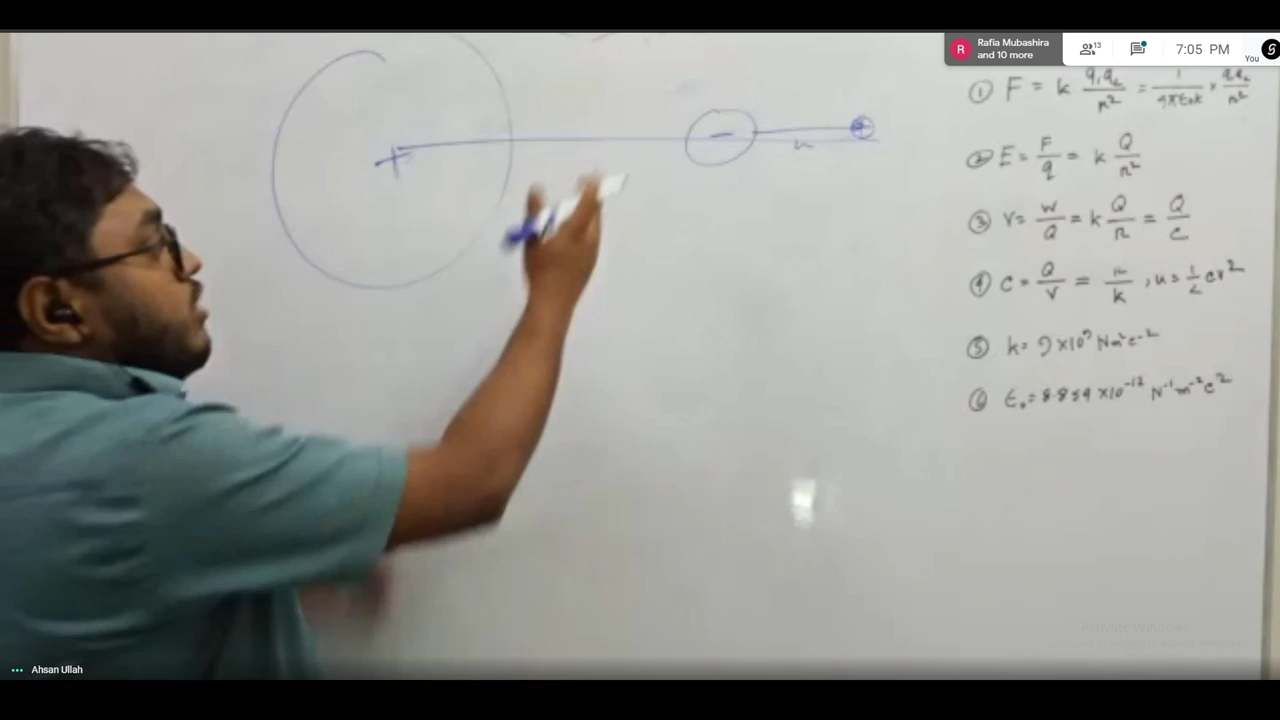 Rafia Mubashira
and 10 more
R
13
7:05 PM
You
+
-
+
r
① F = k q₁q₂/r² = 1/4πε₀k × q₁q₂/r²
② E = F/q = k Q/r²
③ V = W/Q = k Q/r = Q/C
④ C = Q/V = r/k , u = 1/2 CV²
⑤ k = 9 × 10⁹ Nm²C⁻²
⑥ ε₀ = 8.854 × 10⁻¹² N⁻¹m⁻²C²
Activate Windows
Ahsan Ullah